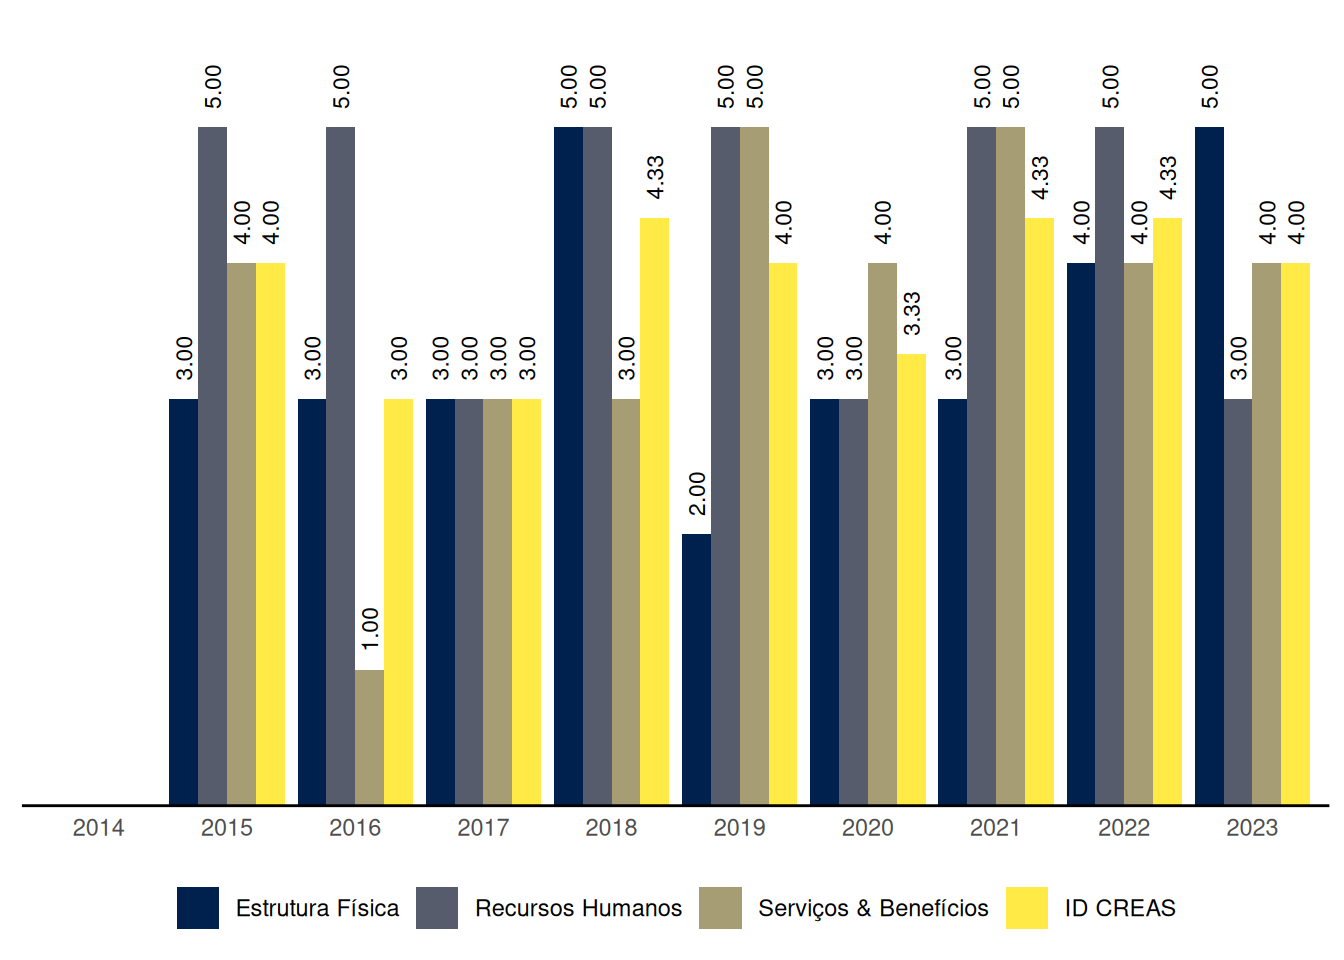 3.00 5.00 4.00 4.00 3.00 5.00 1.00 3.00 3.00 3.00 3.00 3.00 5.00 5.00 3.00 4.33 2.00 5.00 5.00 4.00 3.00 3.00 4.00 3.33 3.00 5.00 5.00 4.33 4.00 5.00 4.00 4.33 5.00 3.00 4.00 4.00
2014 2015 2016 2017 2018 2019 2020 2021 2022 2023
Estrutura Física Recursos Humanos Serviços & Benefícios ID CREAS